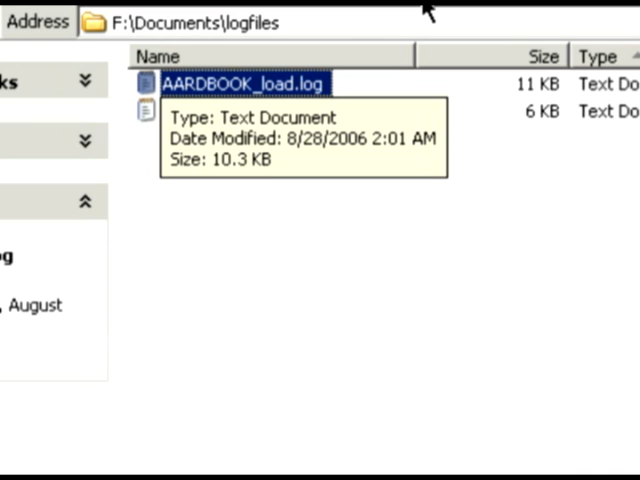 Address F:\Documents\logfiles
Name Size Type
ks
AARDBOOK_load.log 11 KB Text Do
6 KB Text Do
Type: Text Document
Date Modified: 8/28/2006 2:01 AM
Size: 10.3 KB
og
, August